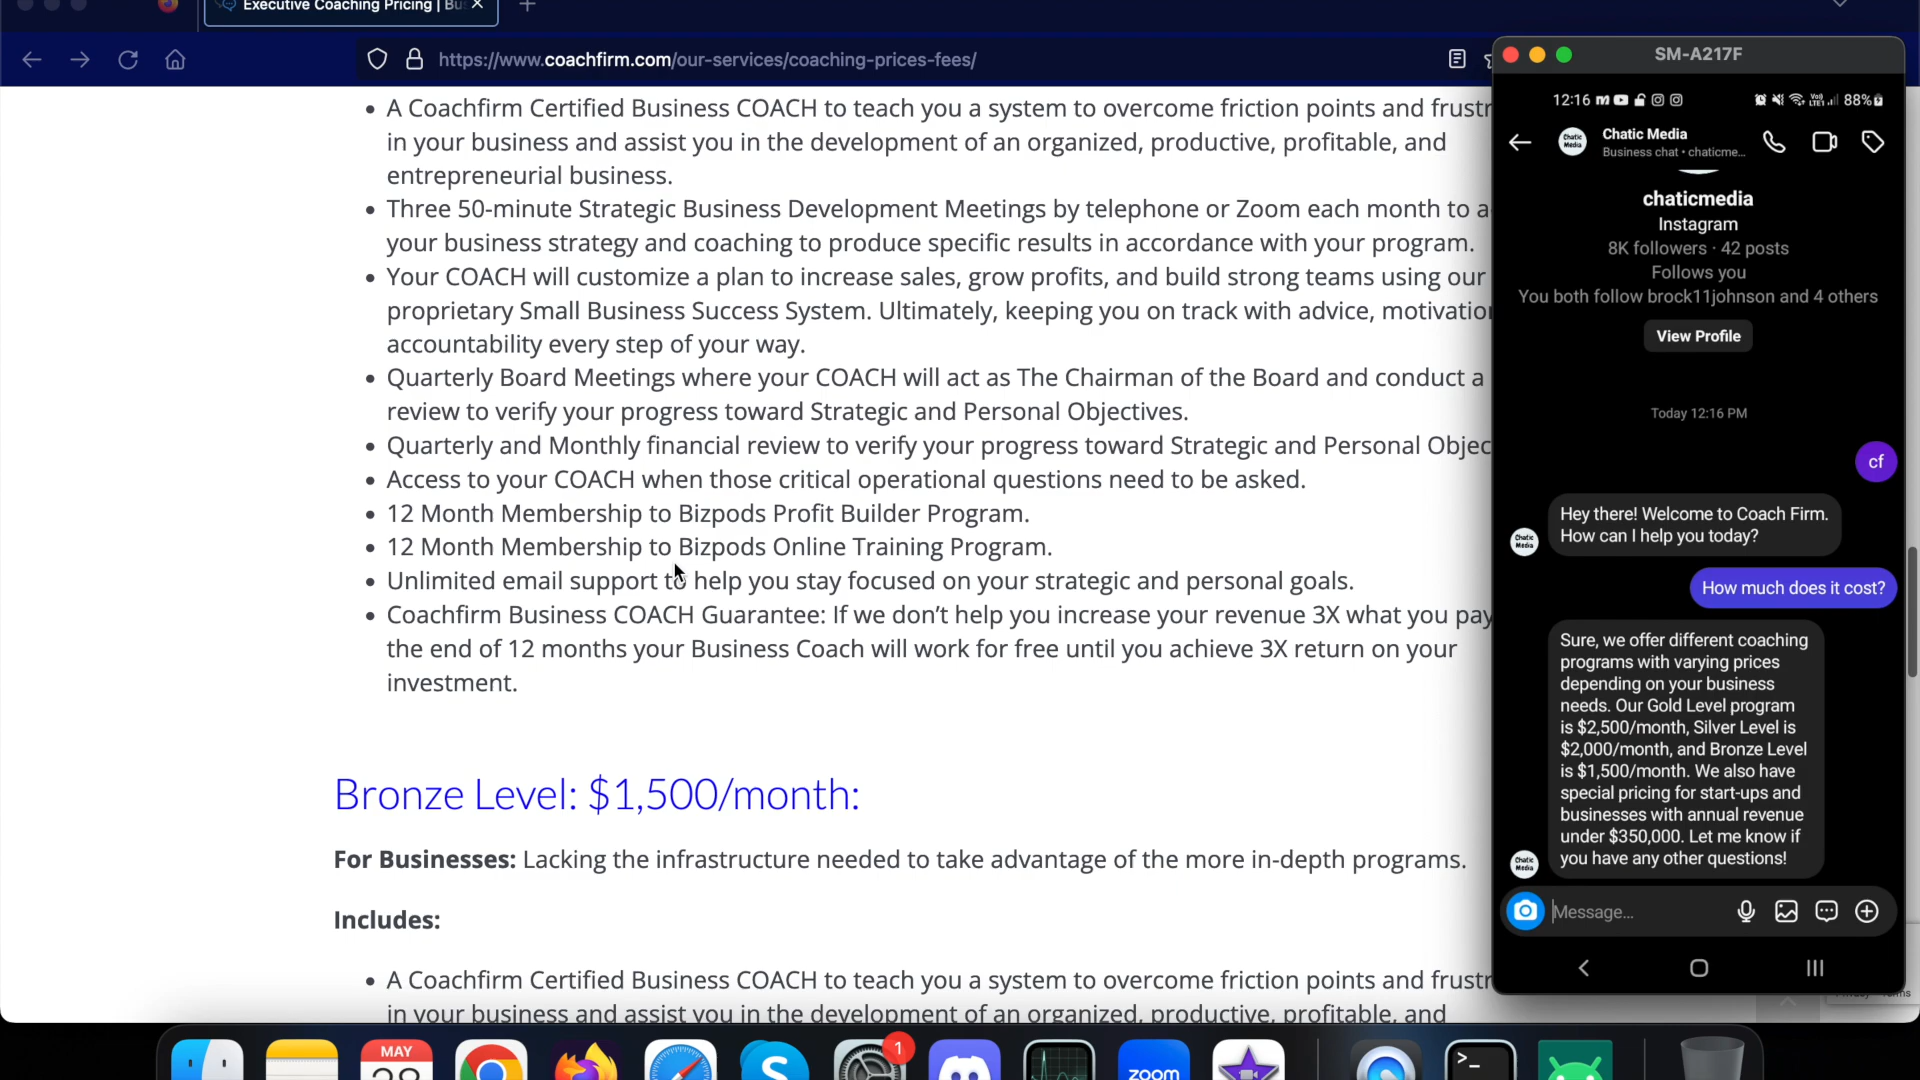 Executive Coaching Pricing | Bu
https://www.coachfirm.com/our-services/coaching-prices-fees/
• A Coachfirm Certified Business COACH to teach you a system to overcome friction points and frustr
in your business and assist you in the development of an organized, productive, profitable, and
entrepreneurial business.
• Three 50-minute Strategic Business Development Meetings by telephone or Zoom each month to a
your business strategy and coaching to produce specific results in accordance with your program.
• Your COACH will customize a plan to increase sales, grow profits, and build strong teams using our
proprietary Small Business Success System. Ultimately, keeping you on track with advice, motivation
accountability every step of your way.
• Quarterly Board Meetings where your COACH will act as The Chairman of the Board and conduct a
review to verify your progress toward Strategic and Personal Objectives.
• Quarterly and Monthly financial review to verify your progress toward Strategic and Personal Objec
• Access to your COACH when those critical operational questions need to be asked.
• 12 Month Membership to Bizpods Profit Builder Program.
• 12 Month Membership to Bizpods Online Training Program.
• Unlimited email support to help you stay focused on your strategic and personal goals.
• Coachfirm Business COACH Guarantee: If we don’t help you increase your revenue 3X what you pay
the end of 12 months your Business Coach will work for free until you achieve 3X return on your
investment.
Bronze Level: $1,500/month:
For Businesses: Lacking the infrastructure needed to take advantage of the more in-depth programs.
Includes:
• A Coachfirm Certified Business COACH to teach you a system to overcome friction points and frustr
in your business and assist you in the development of an organized, productive, profitable, and
SM-A217F
12:16
88%
Chatic Media
Business chat • chaticme...
chaticmedia
Instagram
8K followers · 42 posts
Follows you
You both follow brock11johnson and 4 others
View Profile
Today 12:16 PM
cf
Hey there! Welcome to Coach Firm.
How can I help you today?
How much does it cost?
Sure, we offer different coaching
programs with varying prices
depending on your business
needs. Our Gold Level program
is $2,500/month, Silver Level is
$2,000/month, and Bronze Level
is $1,500/month. We also have
special pricing for start-ups and
businesses with annual revenue
under $350,000. Let me know if
you have any other questions!
Message...
MAY
28
1
zoom